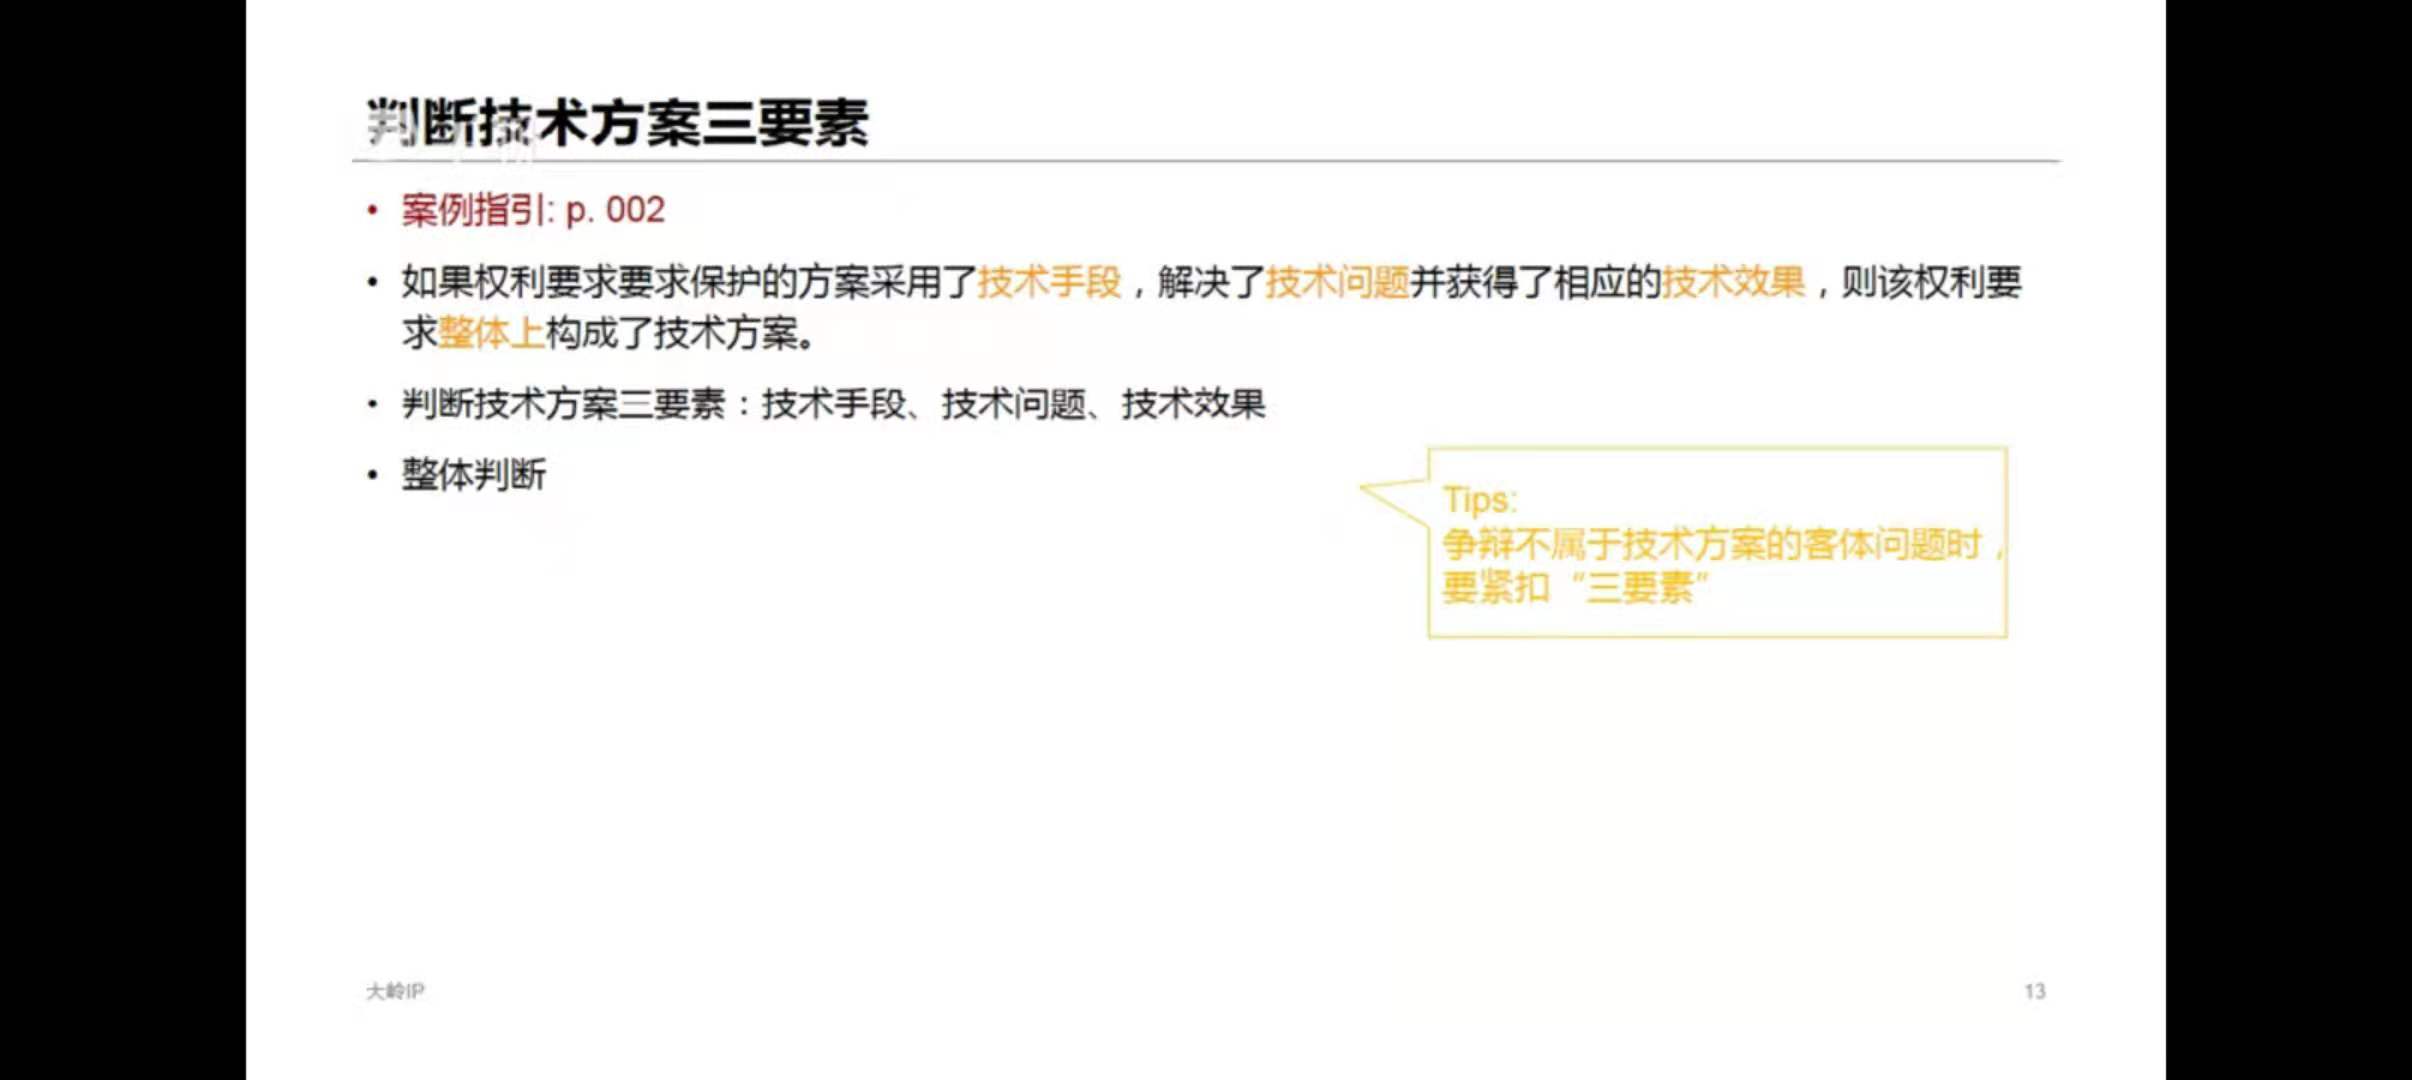 判断技术方案三要素
• 案例指引: p. 002
• 如果权利要求要求保护的方案采用了技术手段，解决了技术问题并获得了相应的技术效果，则该权利要
求整体上构成了技术方案。
• 判断技术方案三要素：技术手段、技术问题、技术效果
• 整体判断
Tips:
争辩不属于技术方案的客体问题时，
要紧扣“三要素”
大岭IP
13